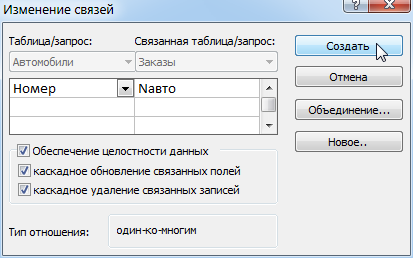 Изменение связей
Таблица/запрос:
Связанная таблица/запрос:
Создать
Автомобили
Заказы
Отмена
Номер
Nавто
Объединение...
Новое..
Обеспечение целостности данных
каскадное обновление связанных полей
каскадное удаление связанных записей
Тип отношения:
один-ко-многим